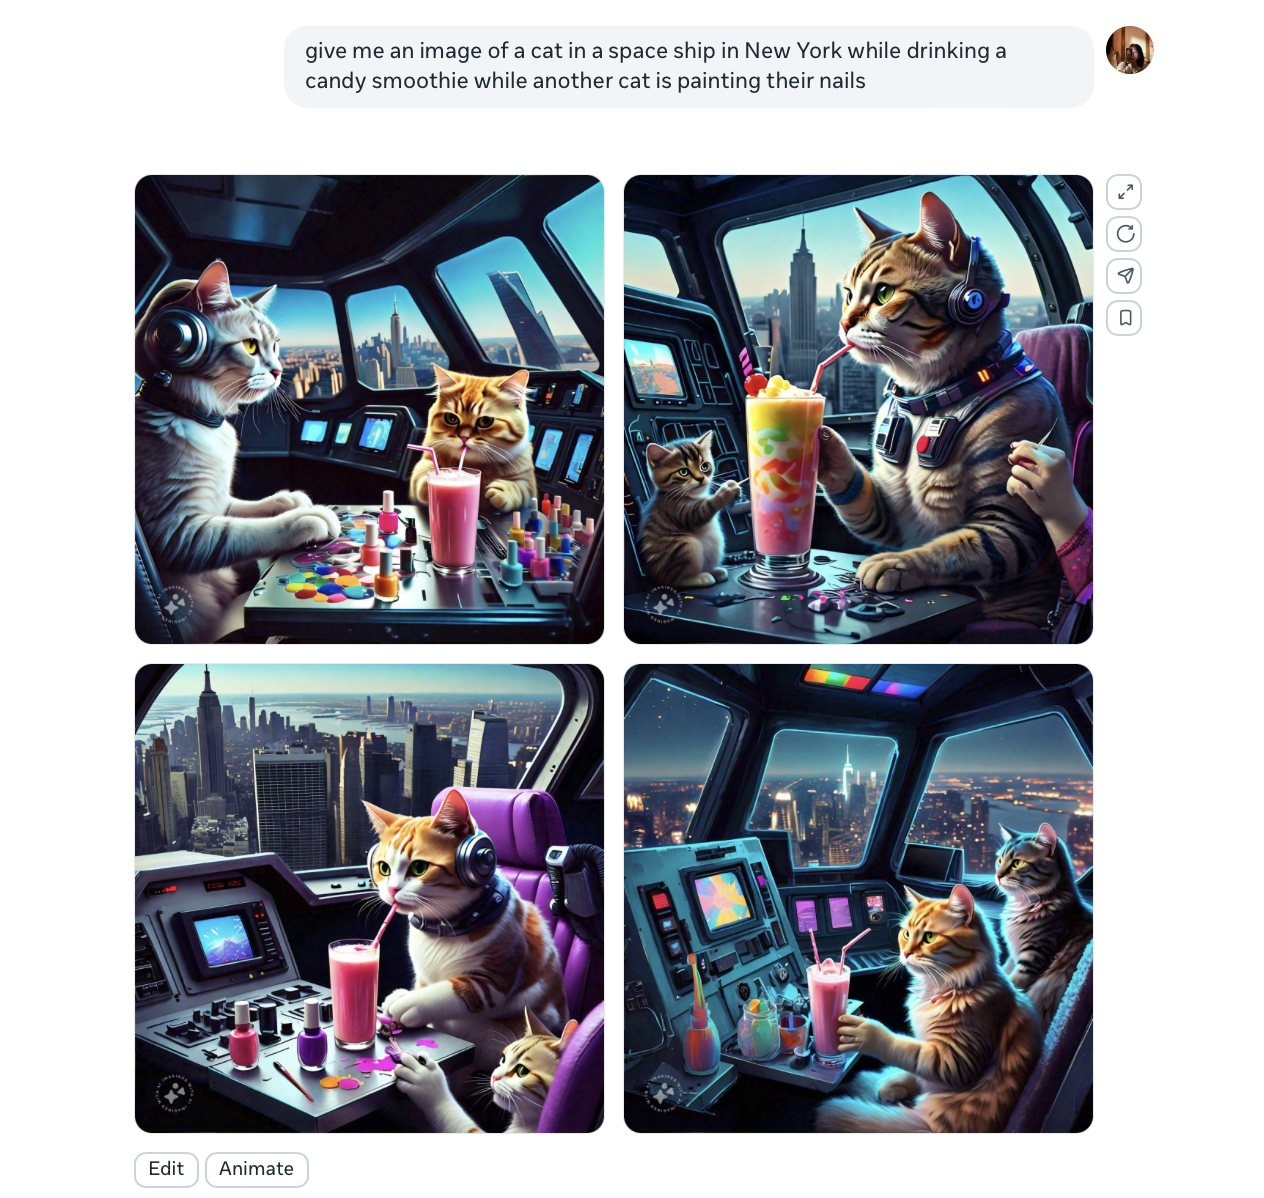 give me an image of a cat in a space ship in New York while drinking a
candy smoothie while another cat is painting their nails
Edit
Animate